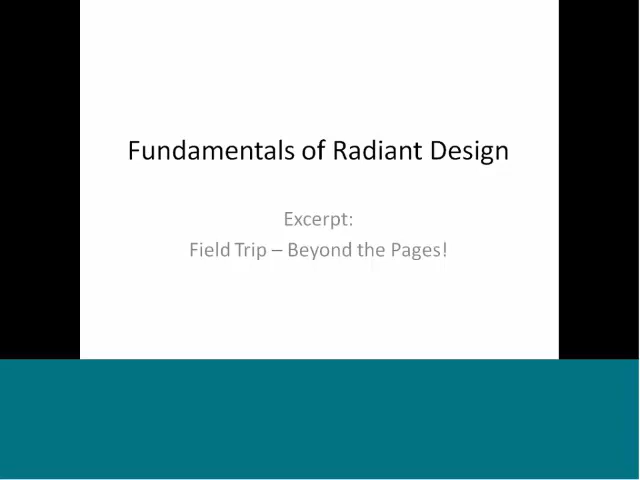 Fundamentals of Radiant Design
Excerpt:
Field Trip – Beyond the Pages!